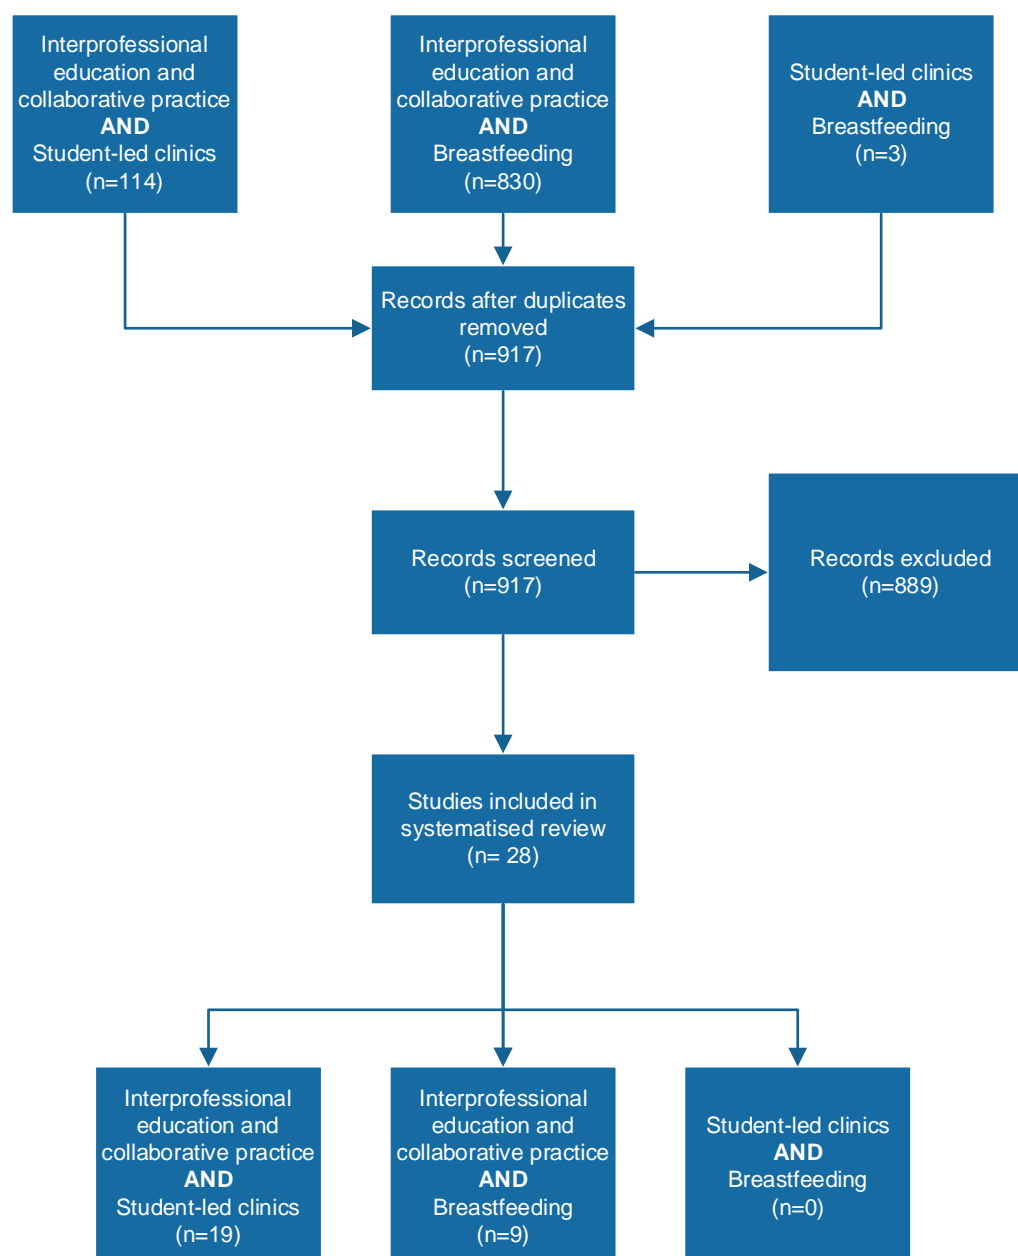 Interprofessional
education and
collaborative practice
AND
Student-led clinics
(n=114)
Interprofessional
education and
collaborative practice
AND
Breastfeeding
(n=830)
Student-led clinics
AND
Breastfeeding
(n=3)
Records after duplicates
removed
(n=917)
Records screened
(n=917)
Records excluded
(n=889)
Studies included in
systematised review
(n= 28)
Interprofessional
education and
collaborative practice
AND
Student-led clinics
(n=19)
Interprofessional
education and
collaborative practice
AND
Breastfeeding
(n=9)
Student-led clinics
AND
Breastfeeding
(n=0)